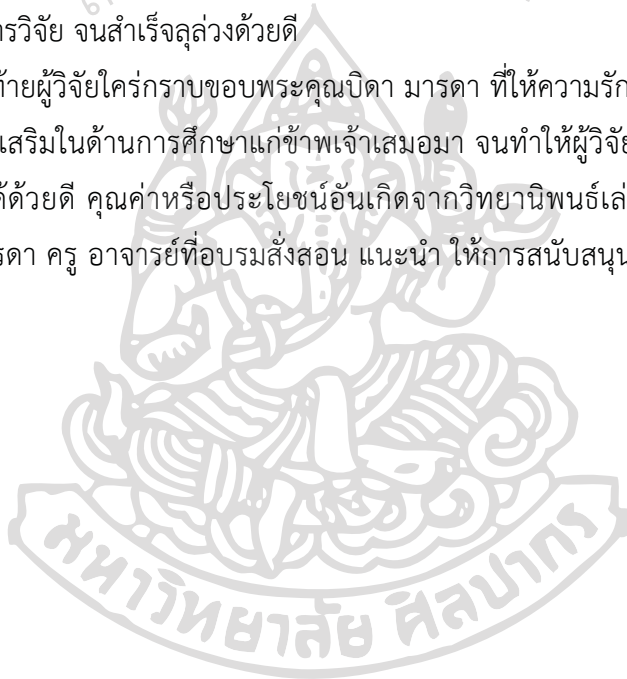 ารวิจัย จนสำเร็จลุล่วงด้วยดี
ท้ายผู้วิจัยใคร่กราบขอบพระคุณบิดา มารดา ที่ให้ความรัก
เสริมในด้านการศึกษาแก่ข้าพเจ้าเสมอมา จนทำให้ผู้วิจัย
ด้ด้วยดี คุณค่าหรือประโยชน์อันเกิดจากวิทยานิพนธ์เล่
รดา ครู อาจารย์ที่อบรมสั่งสอน แนะนำ ให้การสนับสนุน
มหาวิทยาลัย ศิลปากร